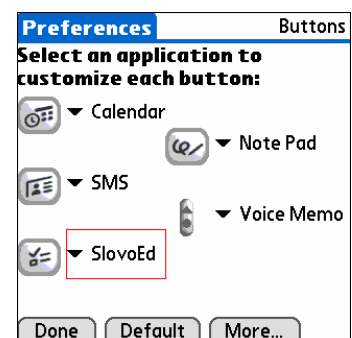 Preferences Buttons
Select an application to
customize each button:
Calendar
Note Pad
SMS
Voice Memo
SlovoEd
Done Default More...